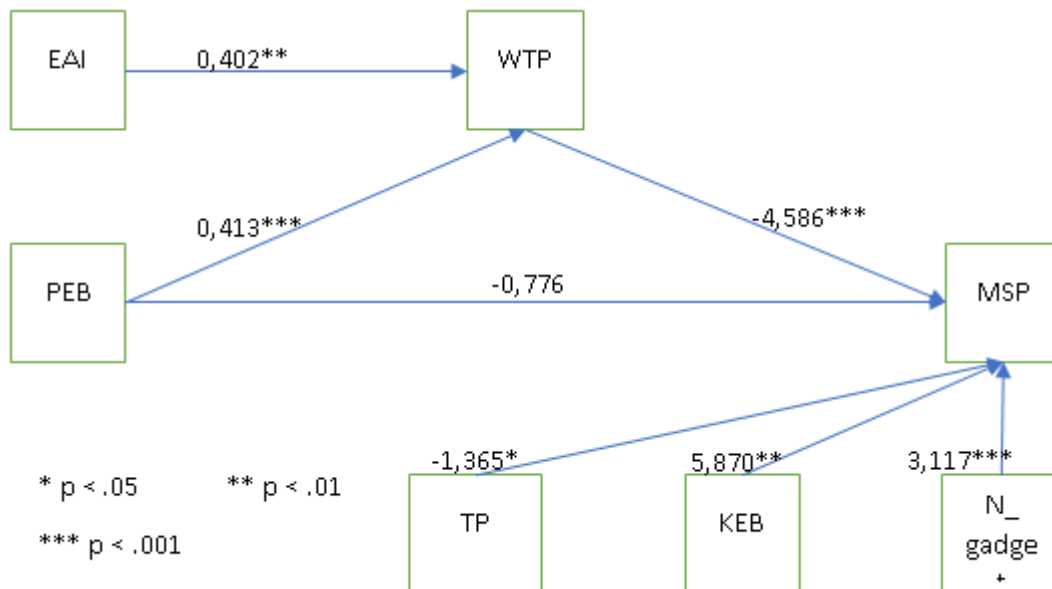 EAI
0,402**
WTP
0,413***
-4,586***
PEB
-0,776
MSP
-1,365*
5,870**
3,117***
* p < .05
** p < .01
*** p < .001
TP
KEB
N_
gadge